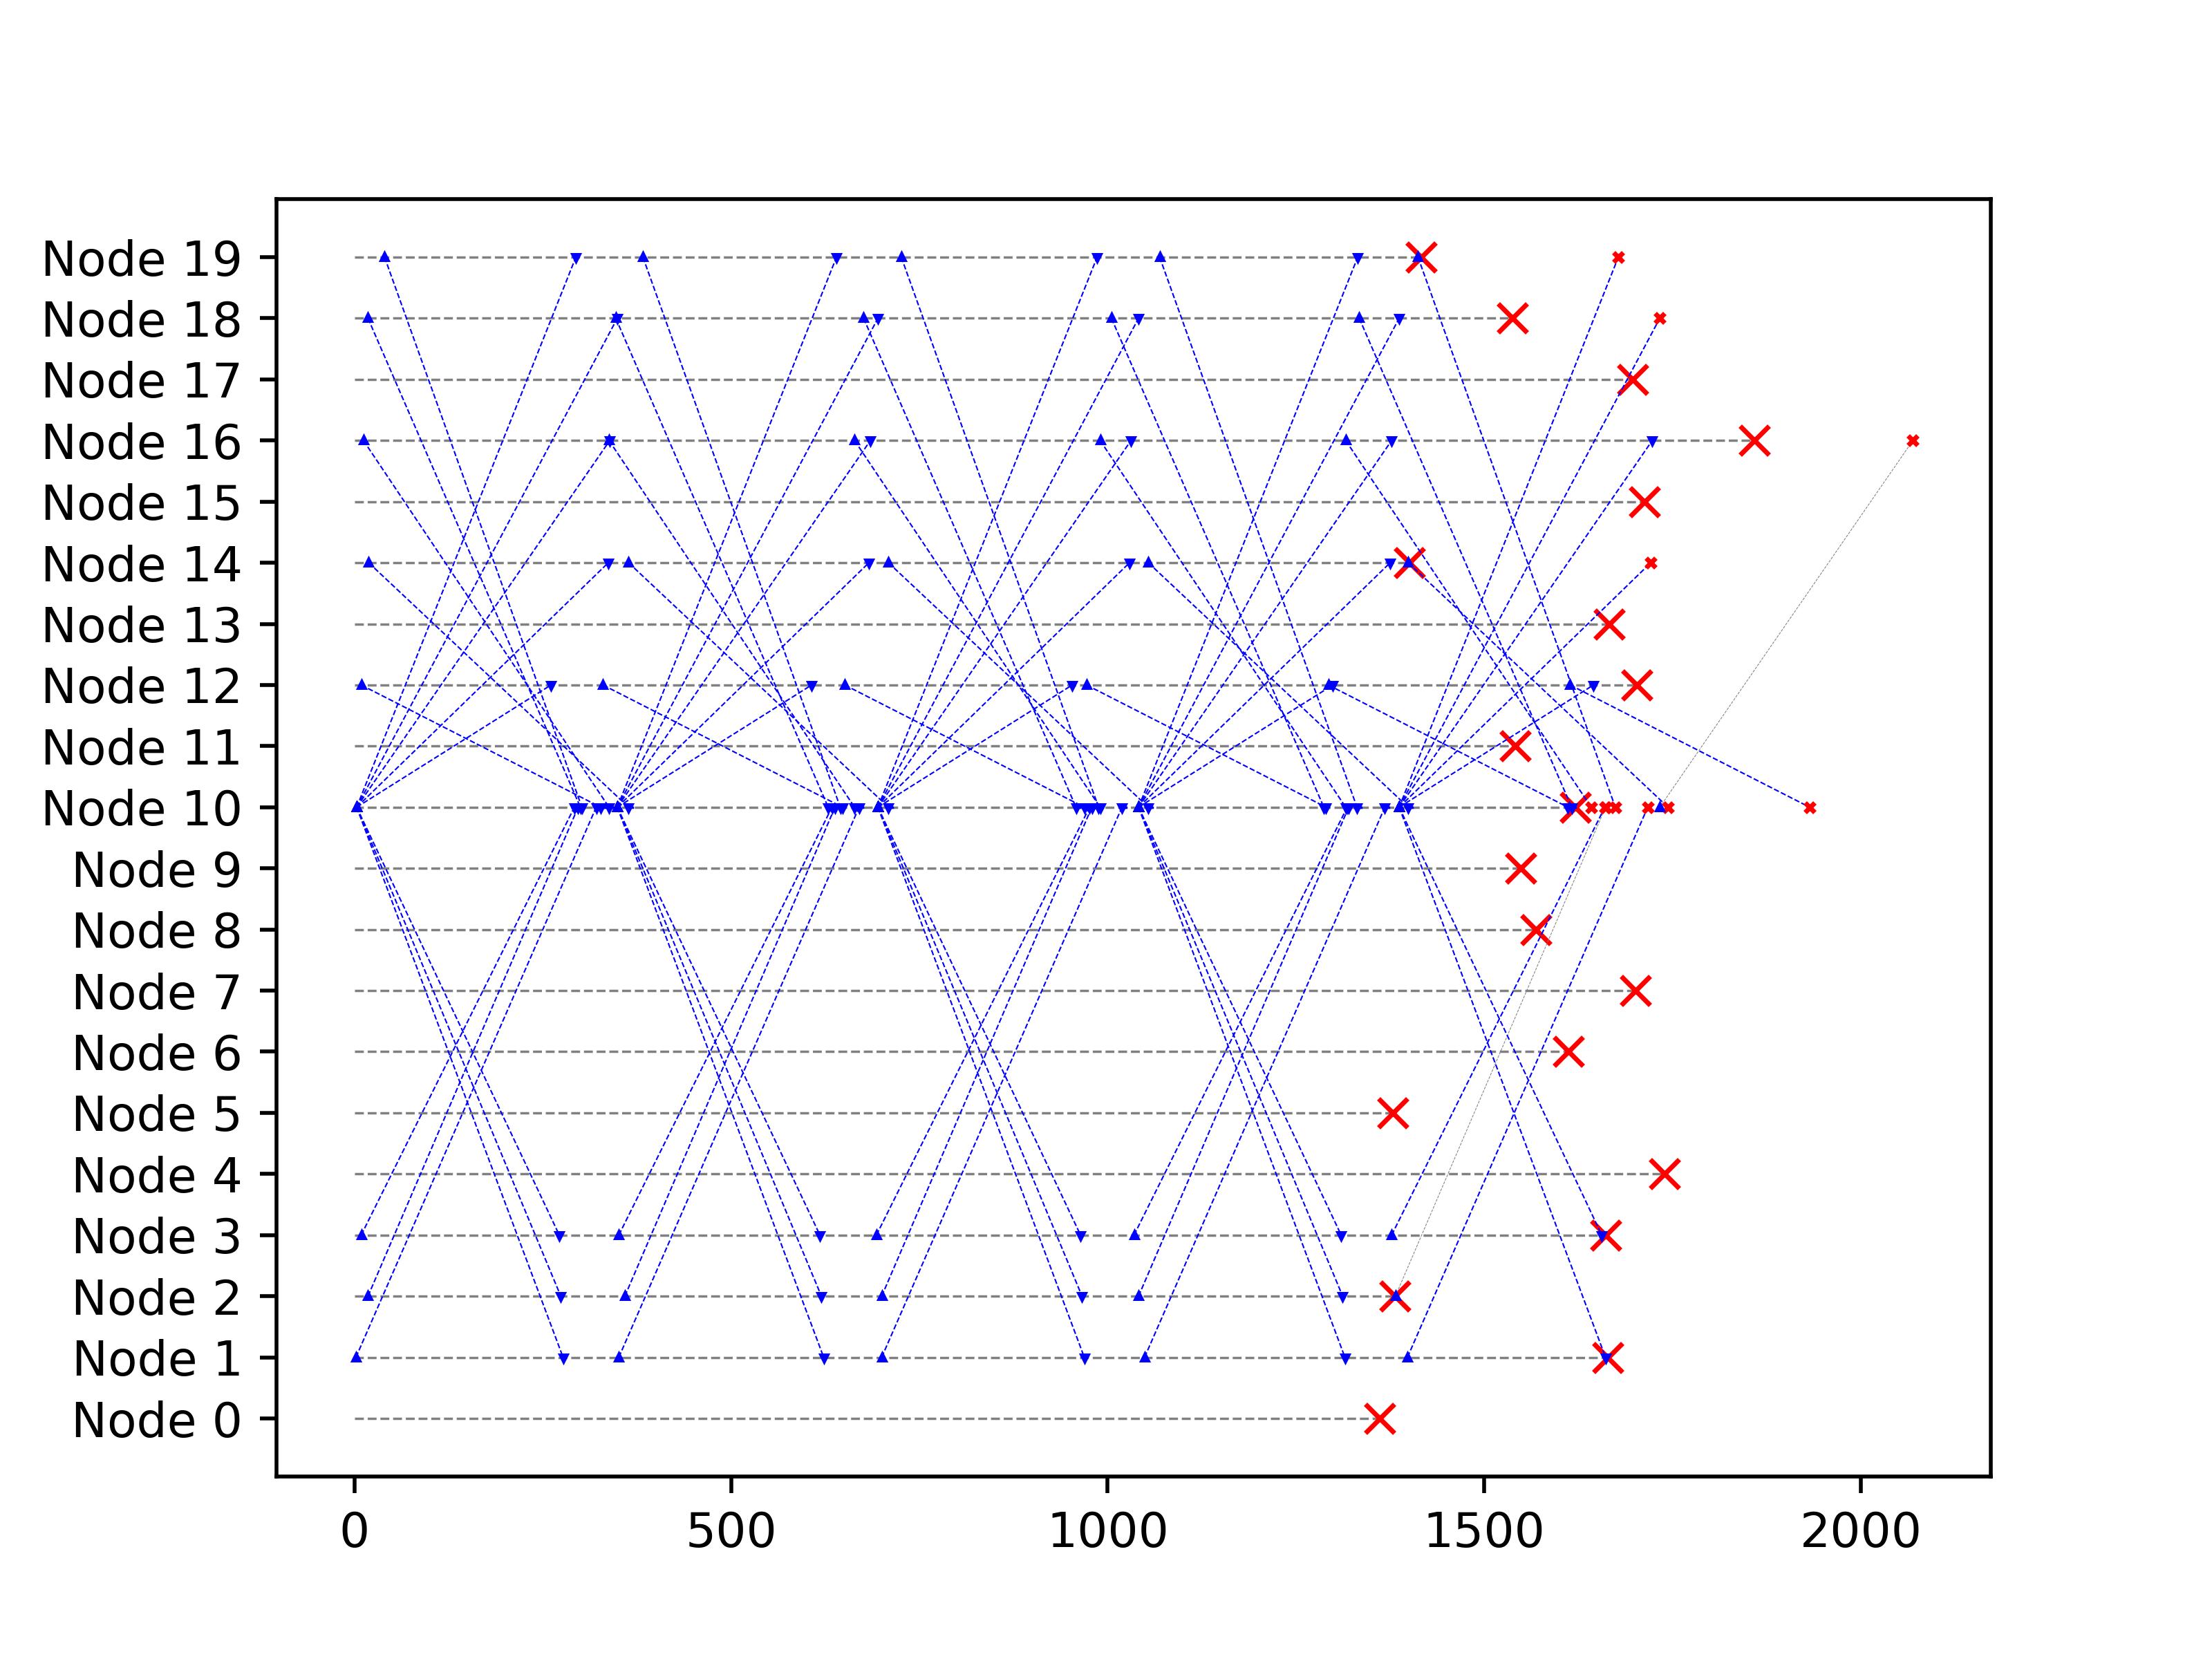 Node 19
Node 18
Node 17
Node 16
Node 15
Node 14
Node 13
Node 12
Node 11
Node 10
Node 9
Node 8
Node 7
Node 6
Node 5
Node 4
Node 3
Node 2
Node 1
Node 0
0 500 1000 1500 2000